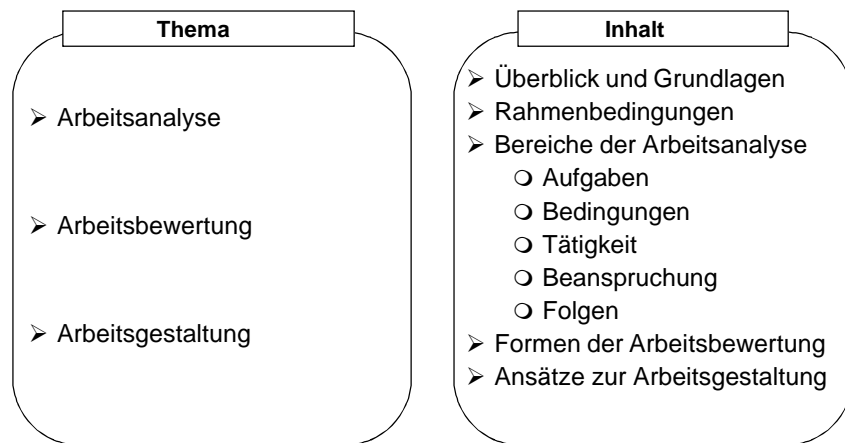 Thema
Arbeitsanalyse
Arbeitsbewertung
Arbeitsgestaltung
Inhalt
Überblick und Grundlagen
Rahmenbedingungen
Bereiche der Arbeitsanalyse
Aufgaben
Bedingungen
Tätigkeit
Beanspruchung
Folgen
Formen der Arbeitsbewertung
Ansätze zur Arbeitsgestaltung